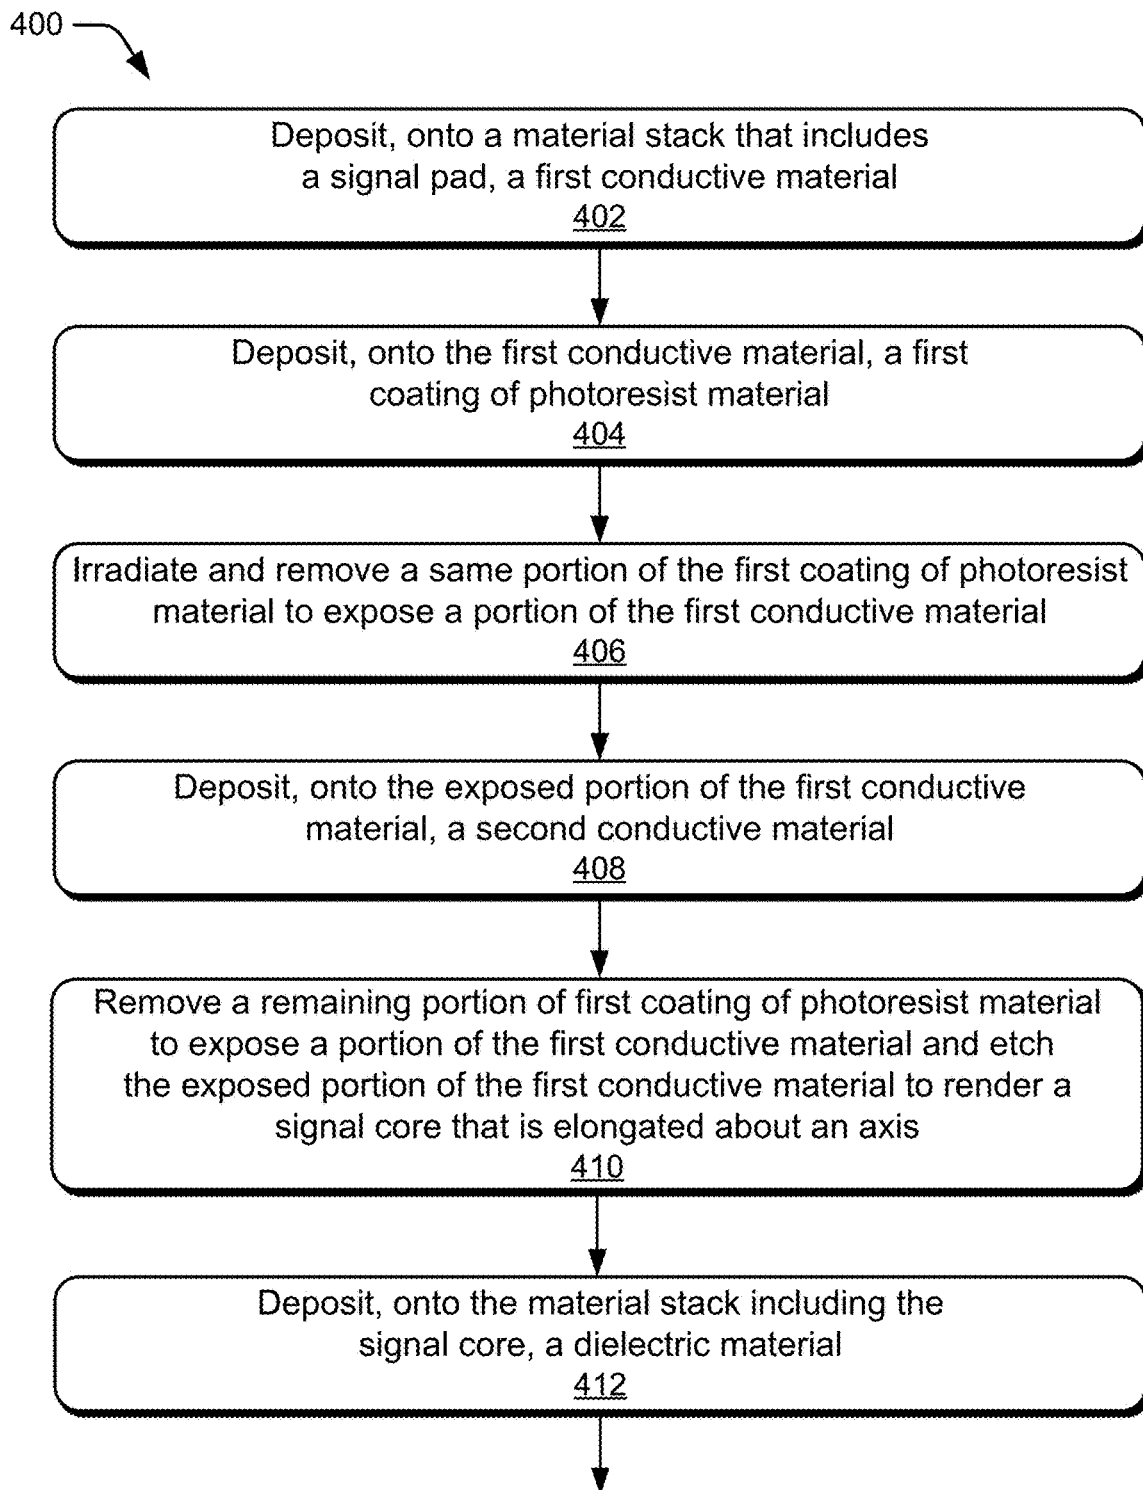 400
Deposit, onto a material stack that includes
a signal pad, a first conductive material
402
Deposit, onto the first conductive material, a first
coating of photoresist material
404
Irradiate and remove a same portion of the first coating of photoresist
material to expose a portion of the first conductive material
406
Deposit, onto the exposed portion of the first conductive
material, a second conductive material
408
Remove a remaining portion of first coating of photoresist material
to expose a portion of the first conductive material and etch
the exposed portion of the first conductive material to render a
signal core that is elongated about an axis
410
Deposit, onto the material stack including the
signal core, a dielectric material
412